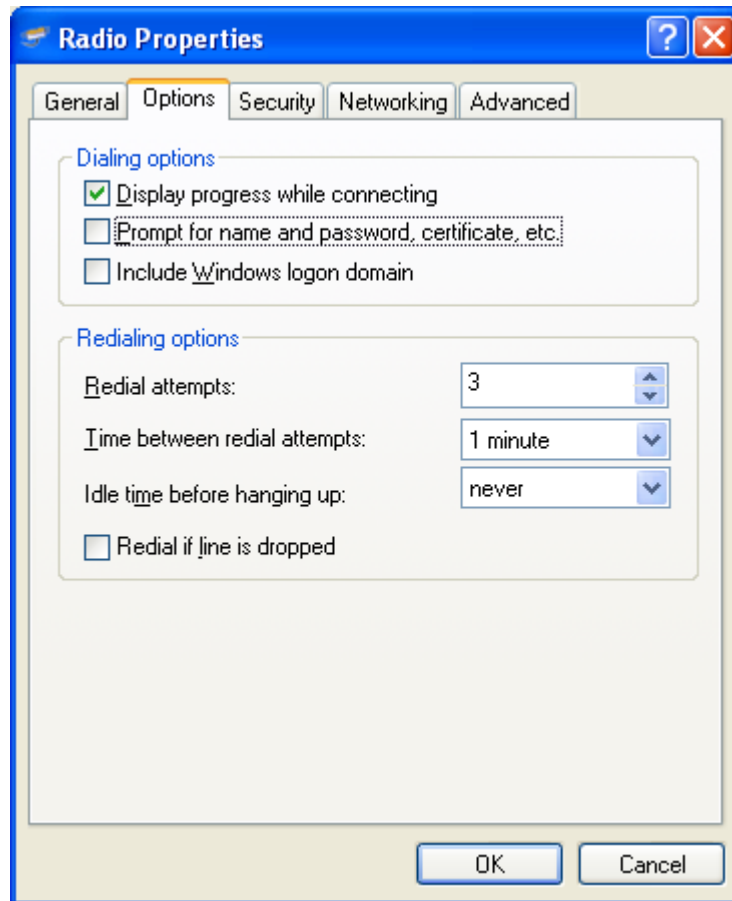 Radio Properties
General Options Security Networking Advanced
Dialing options
Display progress while connecting
Prompt for name and password, certificate, etc.
Include Windows logon domain
Redialing options
Redial attempts: 3
Time between redial attempts: 1 minute
Idle time before hanging up: never
Redial if line is dropped
OK Cancel